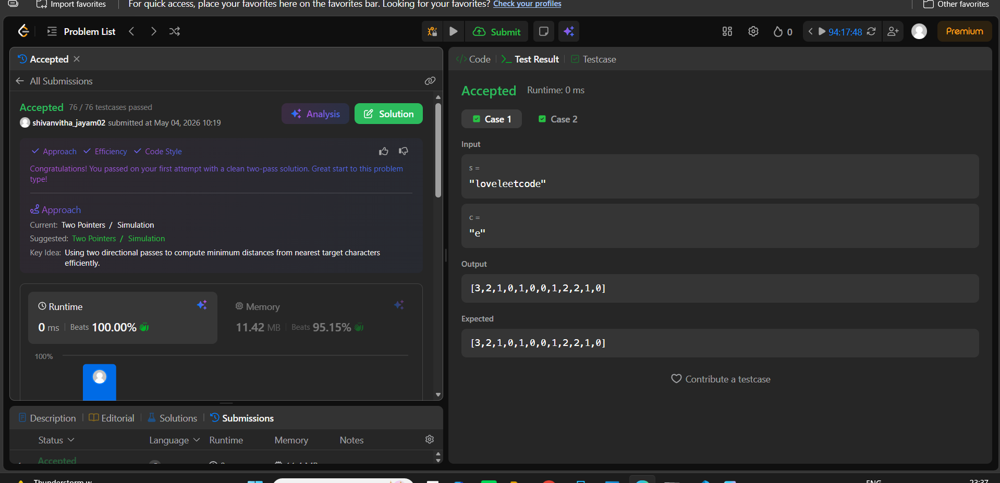 Import favorites
For quick access, place your favorites here on the favorites bar. Looking for your favorites? Check your profiles
Other favorites
Problem List
Submit
0
94:17:48
Premium
Accepted
All Submissions
Accepted 76 / 76 testcases passed
shivanvitha_jayam02 submitted at May 04, 2026 10:19
Analysis
Solution
Approach Efficiency Code Style
Congratulations! You passed on your first attempt with a clean two-pass solution. Great start to this problem
type!
Approach
Current: Two Pointers / Simulation
Suggested: Two Pointers / Simulation
Key Idea: Using two directional passes to compute minimum distances from nearest target characters
efficiently.
Runtime
0 ms Beats 100.00%
Memory
11.42 MB Beats 95.15%
100%
Description Editorial Solutions Submissions
Status Language Runtime Memory Notes
Accepted
</> Code >_ Test Result Testcase
Accepted Runtime: 0 ms
Case 1 Case 2
Input
s =
"loveleetcode"
c =
"e"
Output
[3,2,1,0,1,0,0,1,2,2,1,0]
Expected
[3,2,1,0,1,0,0,1,2,2,1,0]
Contribute a testcase
Thunderstorm w
ENG
23:37